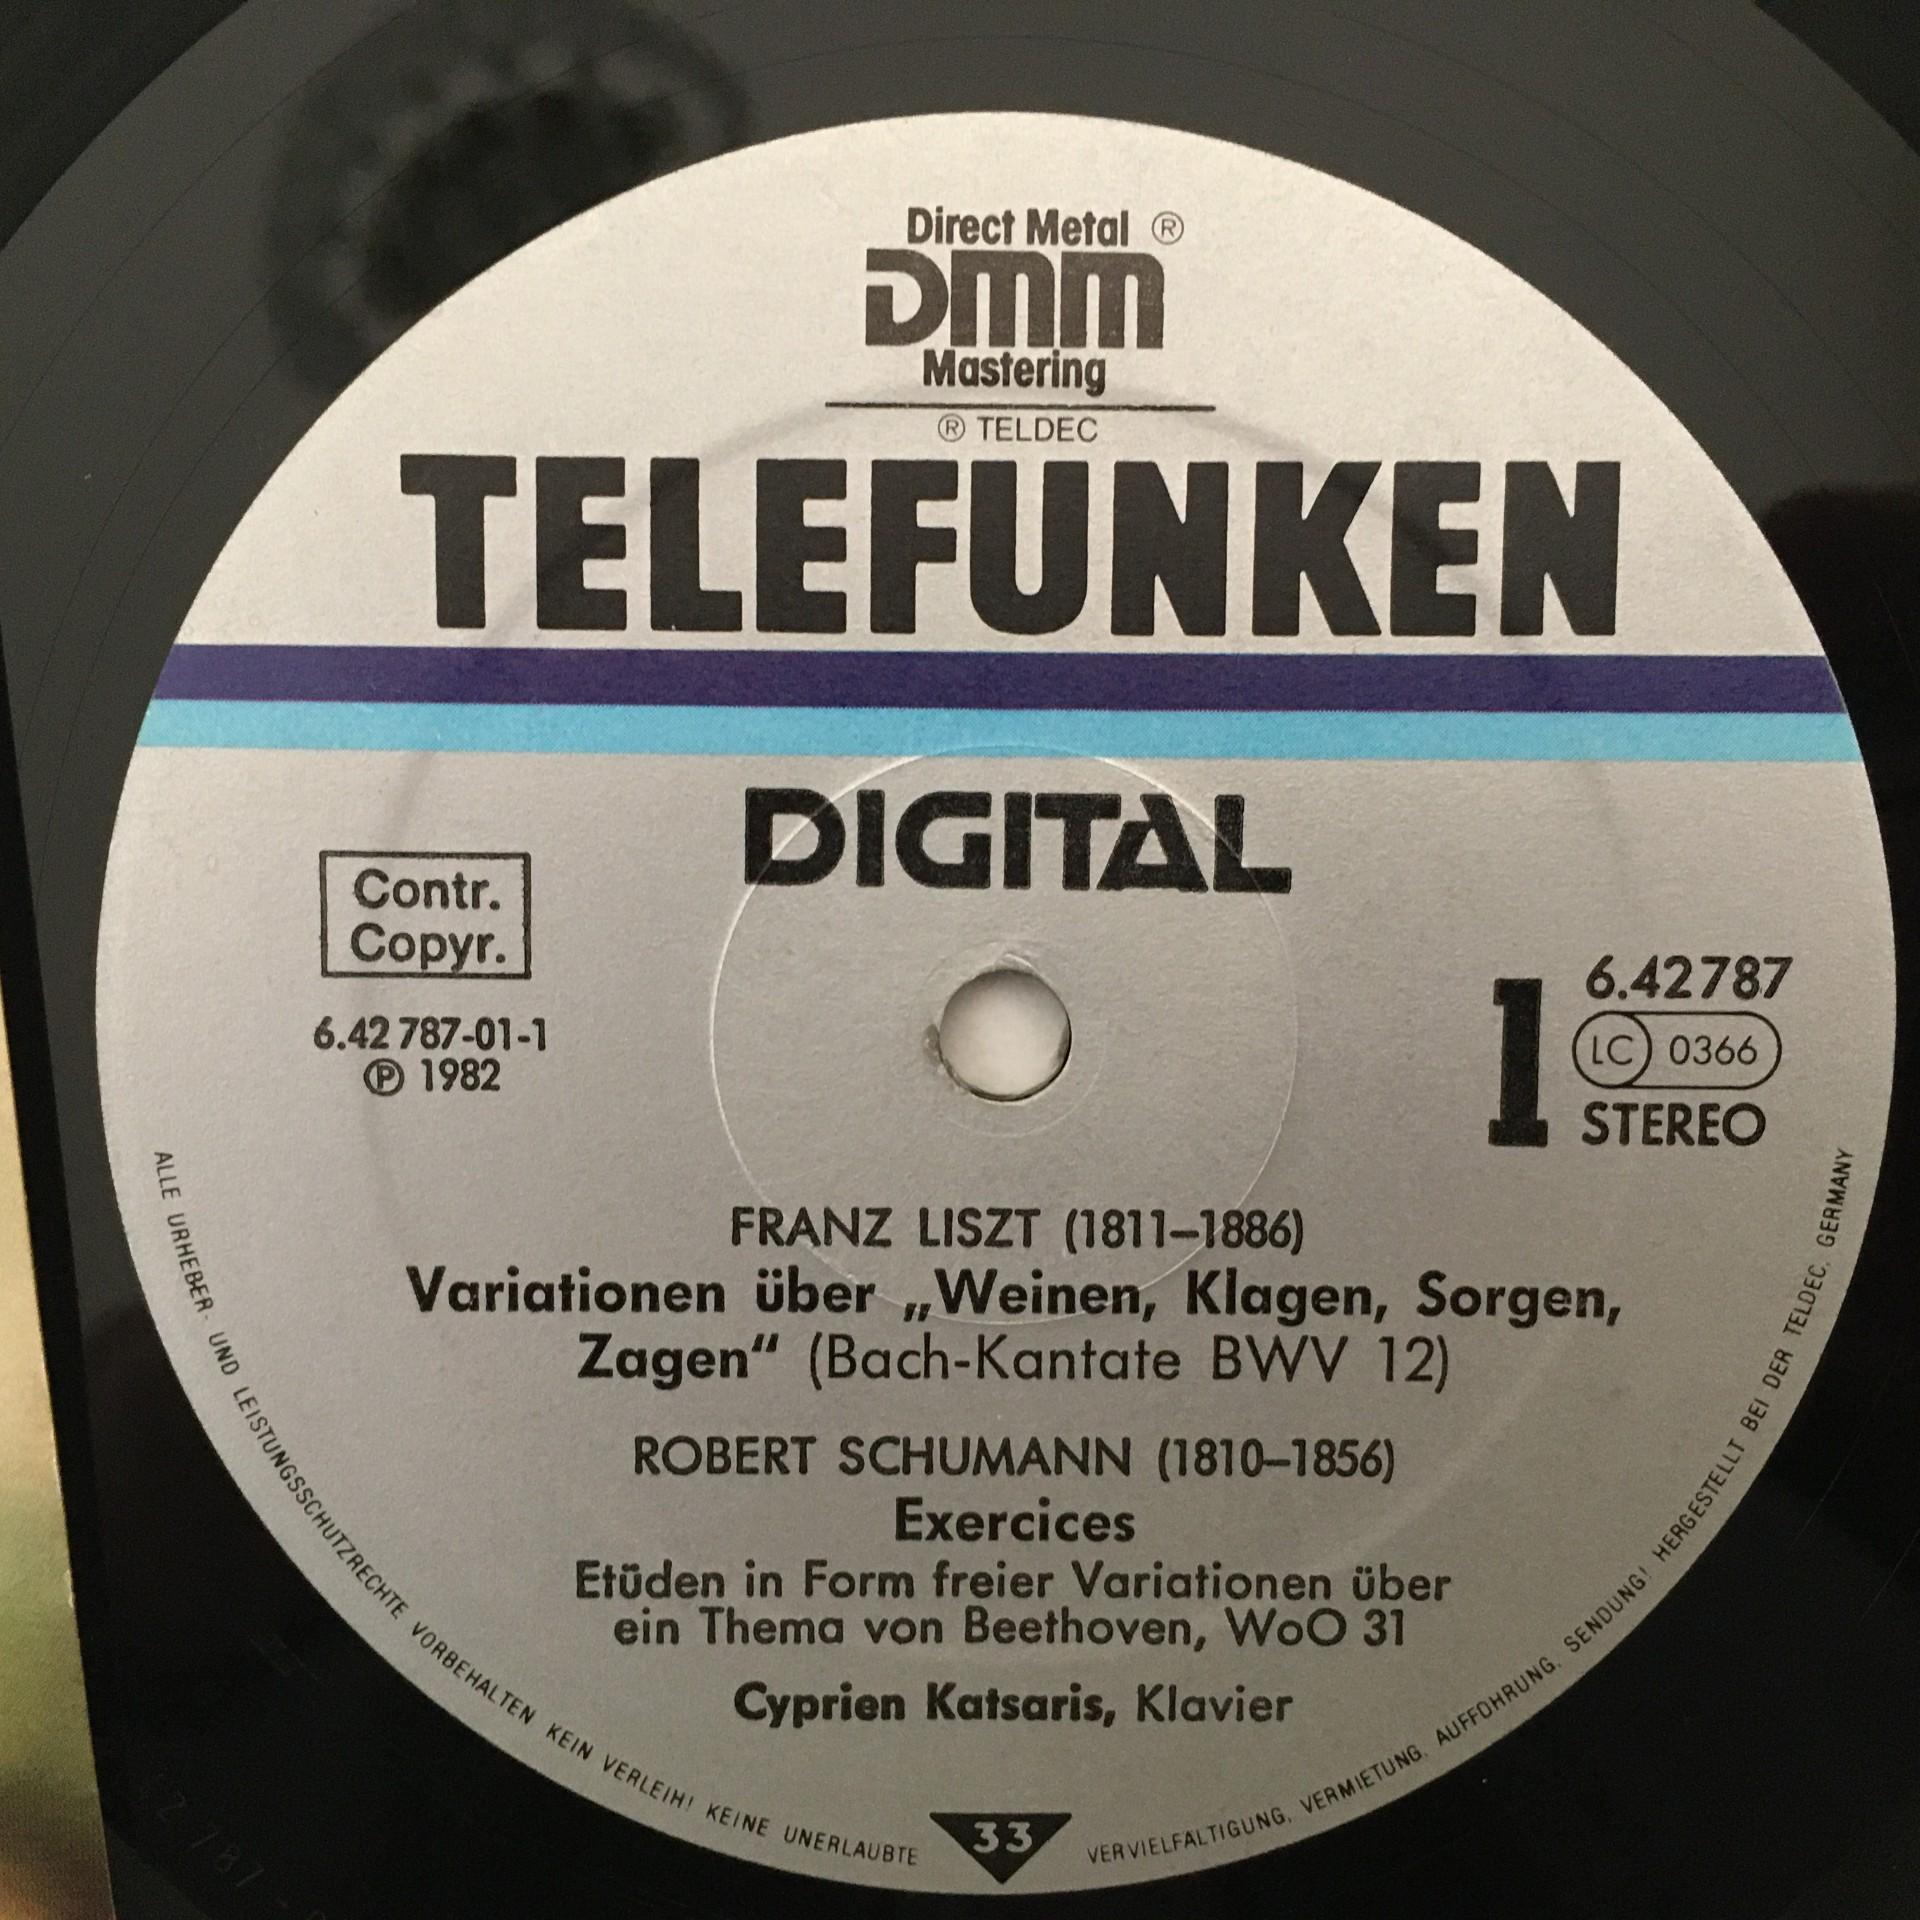 Direct Metal ®
DMM
Mastering
® TELDEC
TELEFUNKEN
DIGITAL
Contr.
Copyr.
6.42 787-01-1
℗ 1982
1
6.42787
LC 0366
STEREO
FRANZ LISZT (1811–1886)
Variationen über „Weinen, Klagen, Sorgen,
Zagen“ (Bach-Kantate BWV 12)
ROBERT SCHUMANN (1810–1856)
Exercices
Etüden in Form freier Variationen über
ein Thema von Beethoven, WoO 31
Cyprien Katsaris, Klavier
33
ALLE URHEBER- UND LEISTUNGSSCHUTZRECHTE VORBEHALTEN KEIN VERLEIH! KEINE UNERLAUBTE VERVIELFÄLTIGUNG, VERMIETUNG, AUFFÜHRUNG, SENDUNG! HERGESTELLT BEI DER TELDEC, GERMANY